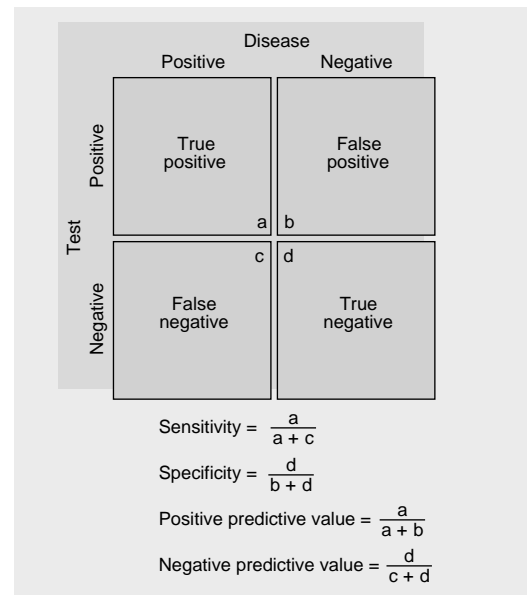 Disease
Positive Negative
Test
Positive
True
positive
a
False
positive
b
Negative
c
False
negative
d
True
negative
Sensitivity = a / a + c
Specificity = d / b + d
Positive predictive value = a / a + b
Negative predictive value = d / c + d